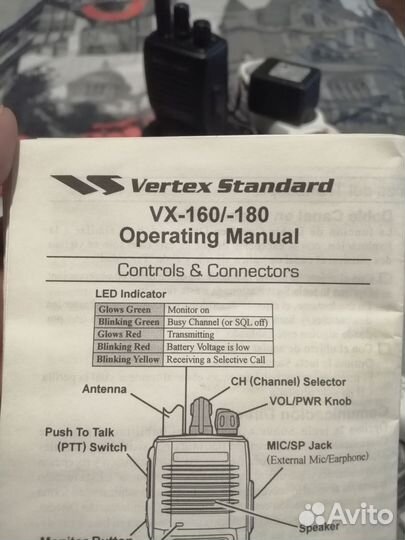 Vertex Standard
VX-160/-180
Operating Manual
Controls & Connectors
LED Indicator
Glows Green Monitor on
Blinking Green Busy Channel (or SQL off)
Glows Red Transmitting
Blinking Red Battery Voltage is low
Blinking Yellow Receiving a Selective Call
Antenna
CH (Channel) Selector
VOL/PWR Knob
Push To Talk
(PTT) Switch
MIC/SP Jack
(External Mic/Earphone)
Speaker
Monitor Button
Avito